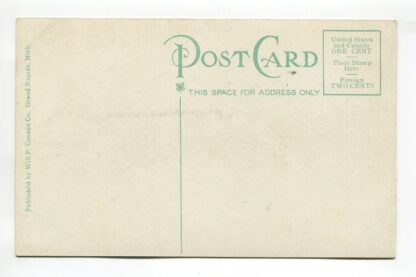 POST CARD
THIS SPACE FOR ADDRESS ONLY
United States
and Canada
ONE CENT
Place Stamp
Here
Foreign
TWO CENTS
Published by Will P. Canaan Co., Grand Rapids, Mich.